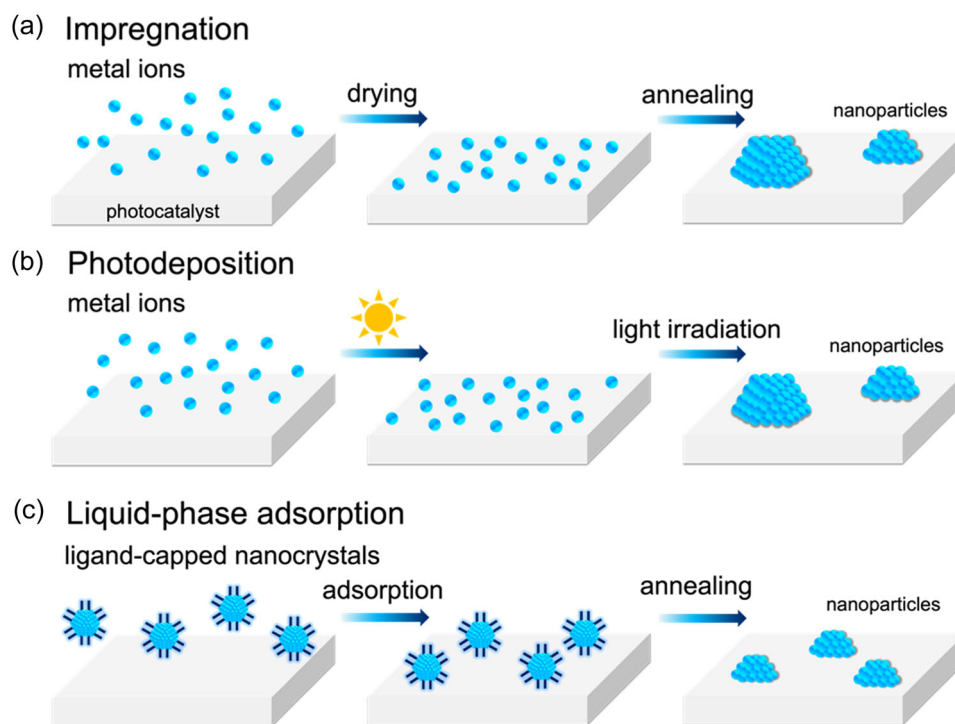 (a) Impregnation
metal ions
drying
annealing
nanoparticles
photocatalyst
(b) Photodeposition
metal ions
light irradiation
nanoparticles
(c) Liquid-phase adsorption
ligand-capped nanocrystals
adsorption
annealing
nanoparticles